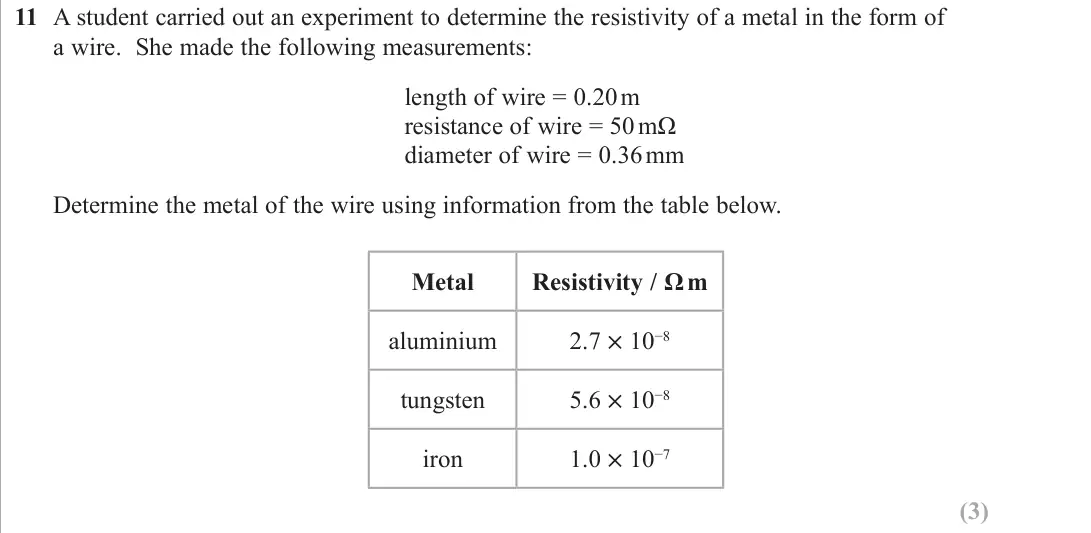 11 A student carried out an experiment to determine the resistivity of a metal in the form of
a wire. She made the following measurements:
length of wire = 0.20 m
resistance of wire = 50 mΩ
diameter of wire = 0.36 mm
Determine the metal of the wire using information from the table below.
Metal Resistivity / Ω m
aluminium 2.7 × 10⁻⁸
tungsten 5.6 × 10⁻⁸
iron 1.0 × 10⁻⁷
(3)